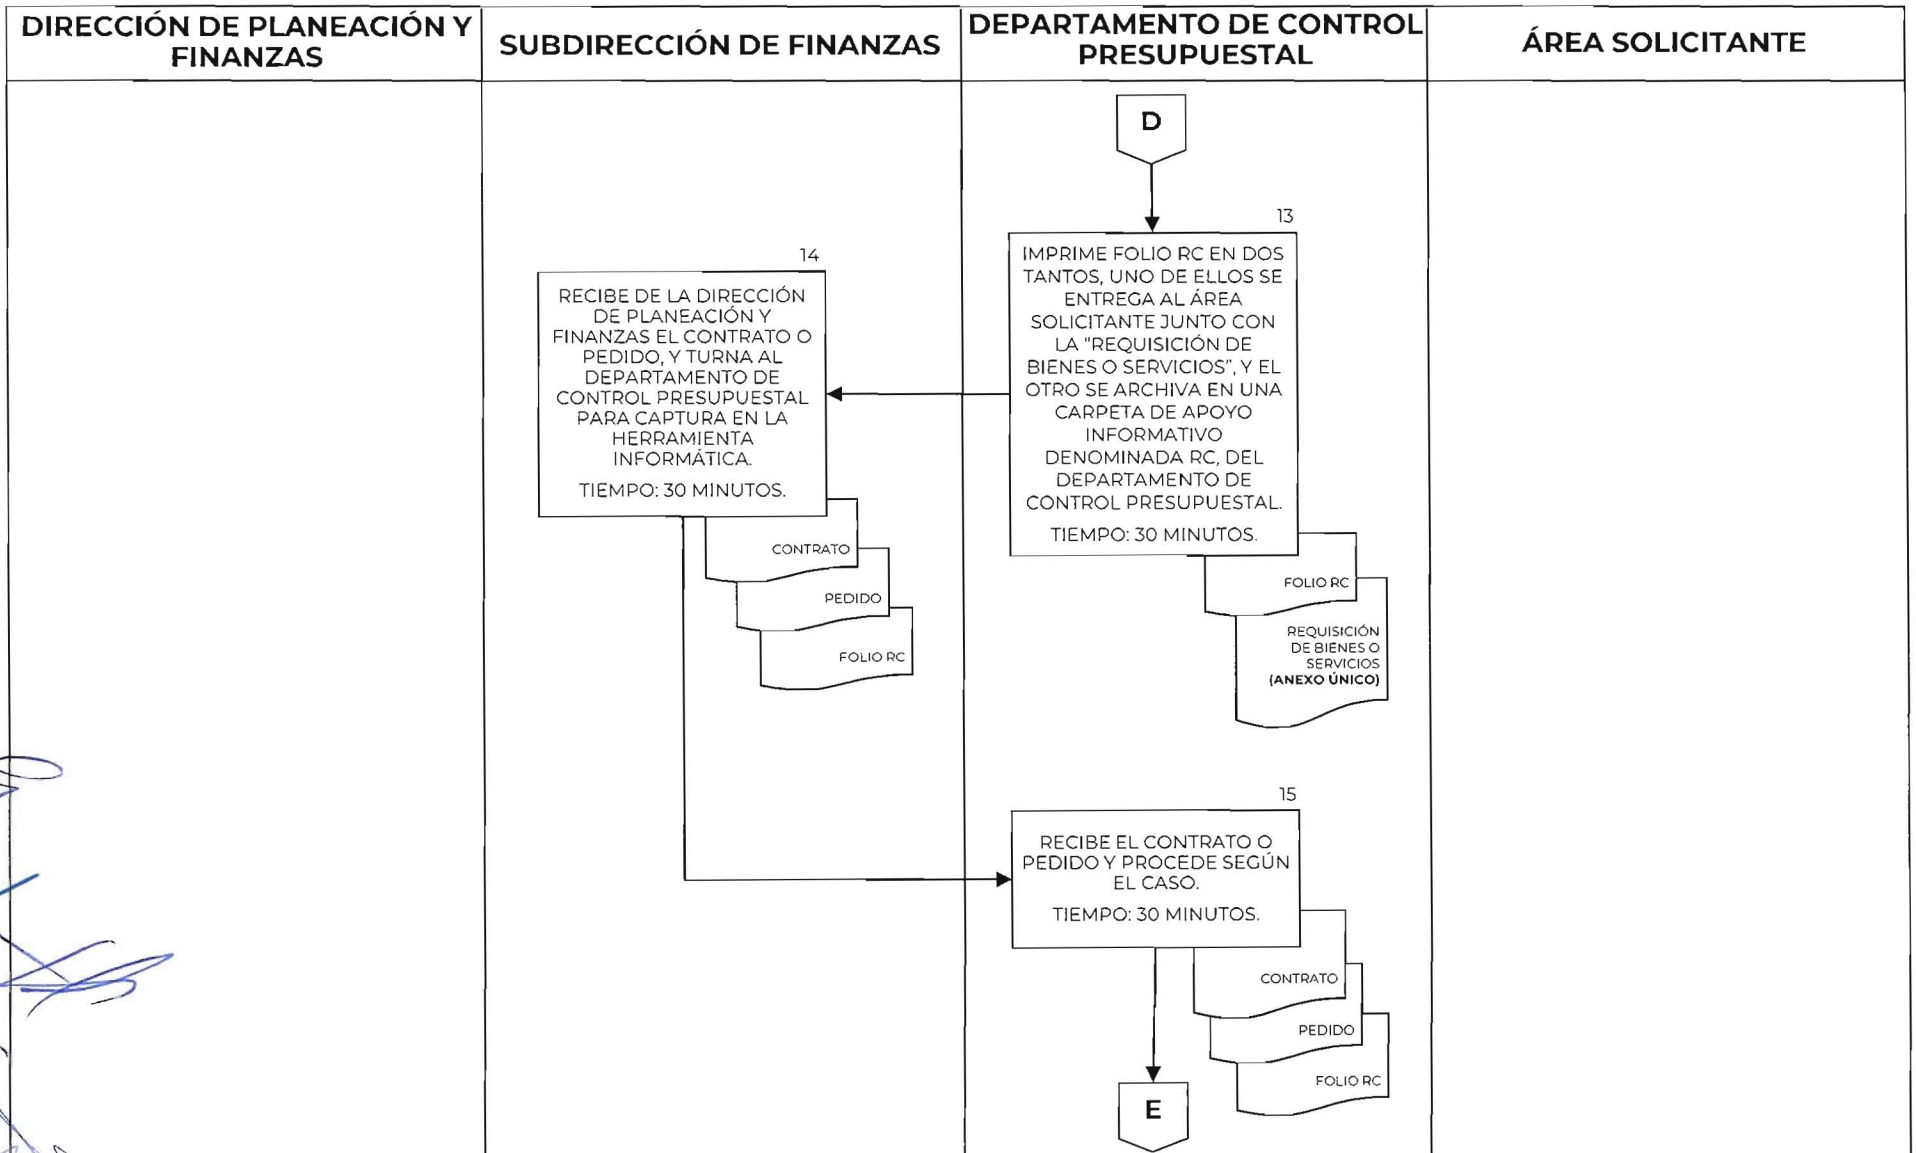 DIRECCIÓN DE PLANEACIÓN Y
FINANZAS
SUBDIRECCIÓN DE FINANZAS
DEPARTAMENTO DE CONTROL
PRESUPUESTAL
ÁREA SOLICITANTE
D
13
IMPRIME FOLIO RC EN DOS
TANTOS, UNO DE ELLOS SE
ENTREGA AL ÁREA
SOLICITANTE JUNTO CON
LA "REQUISICIÓN DE
BIENES O SERVICIOS", Y EL
OTRO SE ARCHIVA EN UNA
CARPETA DE APOYO
INFORMATIVO
DENOMINADA RC, DEL
DEPARTAMENTO DE
CONTROL PRESUPUESTAL.
TIEMPO: 30 MINUTOS.
FOLIO RC
REQUISICIÓN
DE BIENES O
SERVICIOS
(ANEXO ÚNICO)
14
RECIBE DE LA DIRECCIÓN
DE PLANEACIÓN Y
FINANZAS EL CONTRATO O
PEDIDO, Y TURNA AL
DEPARTAMENTO DE
CONTROL PRESUPUESTAL
PARA CAPTURA EN LA
HERRAMIENTA
INFORMÁTICA.
TIEMPO: 30 MINUTOS.
CONTRATO
PEDIDO
FOLIO RC
15
RECIBE EL CONTRATO O
PEDIDO Y PROCEDE SEGÚN
EL CASO.
TIEMPO: 30 MINUTOS.
CONTRATO
PEDIDO
FOLIO RC
E